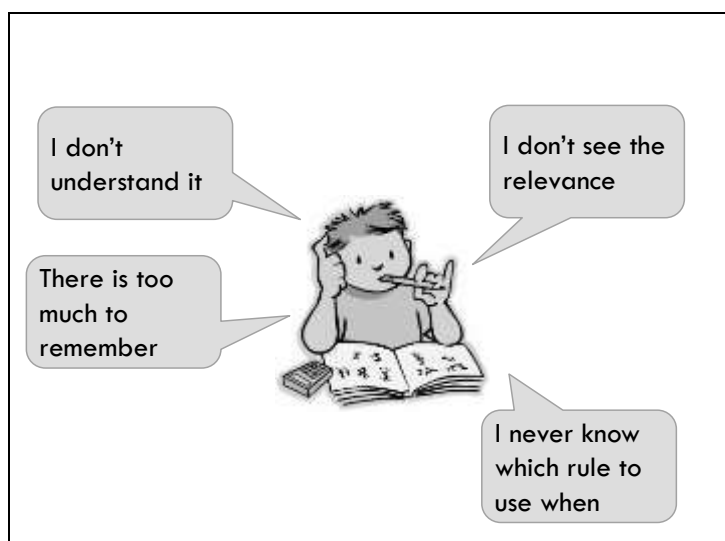 I don’t
understand it
I don’t see the
relevance
There is too
much to
remember
I never know
which rule to
use when